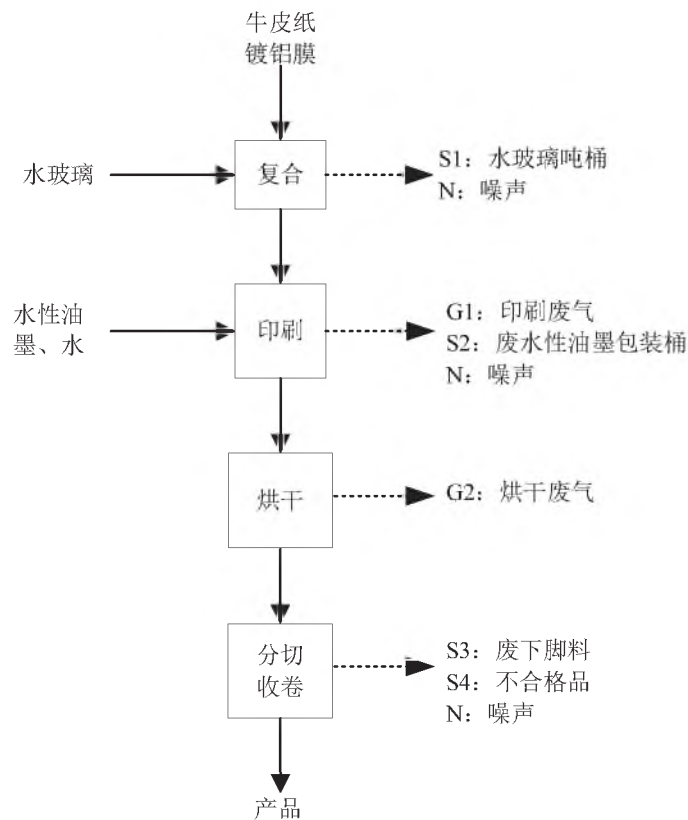 牛皮纸
镀铝膜
水玻璃
复合
S1：水玻璃吨桶
N：噪声
水性油
墨、水
印刷
G1：印刷废气
S2：废水性油墨包装桶
N：噪声
烘干
G2：烘干废气
分切
收卷
S3：废下脚料
S4：不合格品
N：噪声
产品